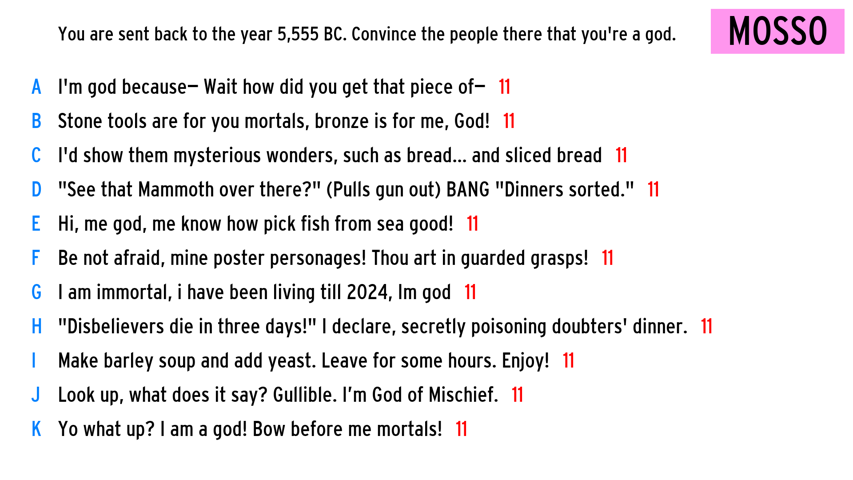 You are sent back to the year 5,555 BC. Convince the people there that you're a god.
MOSSO
A I'm god because— Wait how did you get that piece of— 11
B Stone tools are for you mortals, bronze is for me, God! 11
C I'd show them mysterious wonders, such as bread... and sliced bread 11
D "See that Mammoth over there?" (Pulls gun out) BANG "Dinners sorted." 11
E Hi, me god, me know how pick fish from sea good! 11
F Be not afraid, mine poster personages! Thou art in guarded grasps! 11
G I am immortal, i have been living till 2024, Im god 11
H "Disbelievers die in three days!" I declare, secretly poisoning doubters' dinner. 11
I Make barley soup and add yeast. Leave for some hours. Enjoy! 11
J Look up, what does it say? Gullible. I’m God of Mischief. 11
K Yo what up? I am a god! Bow before me mortals! 11